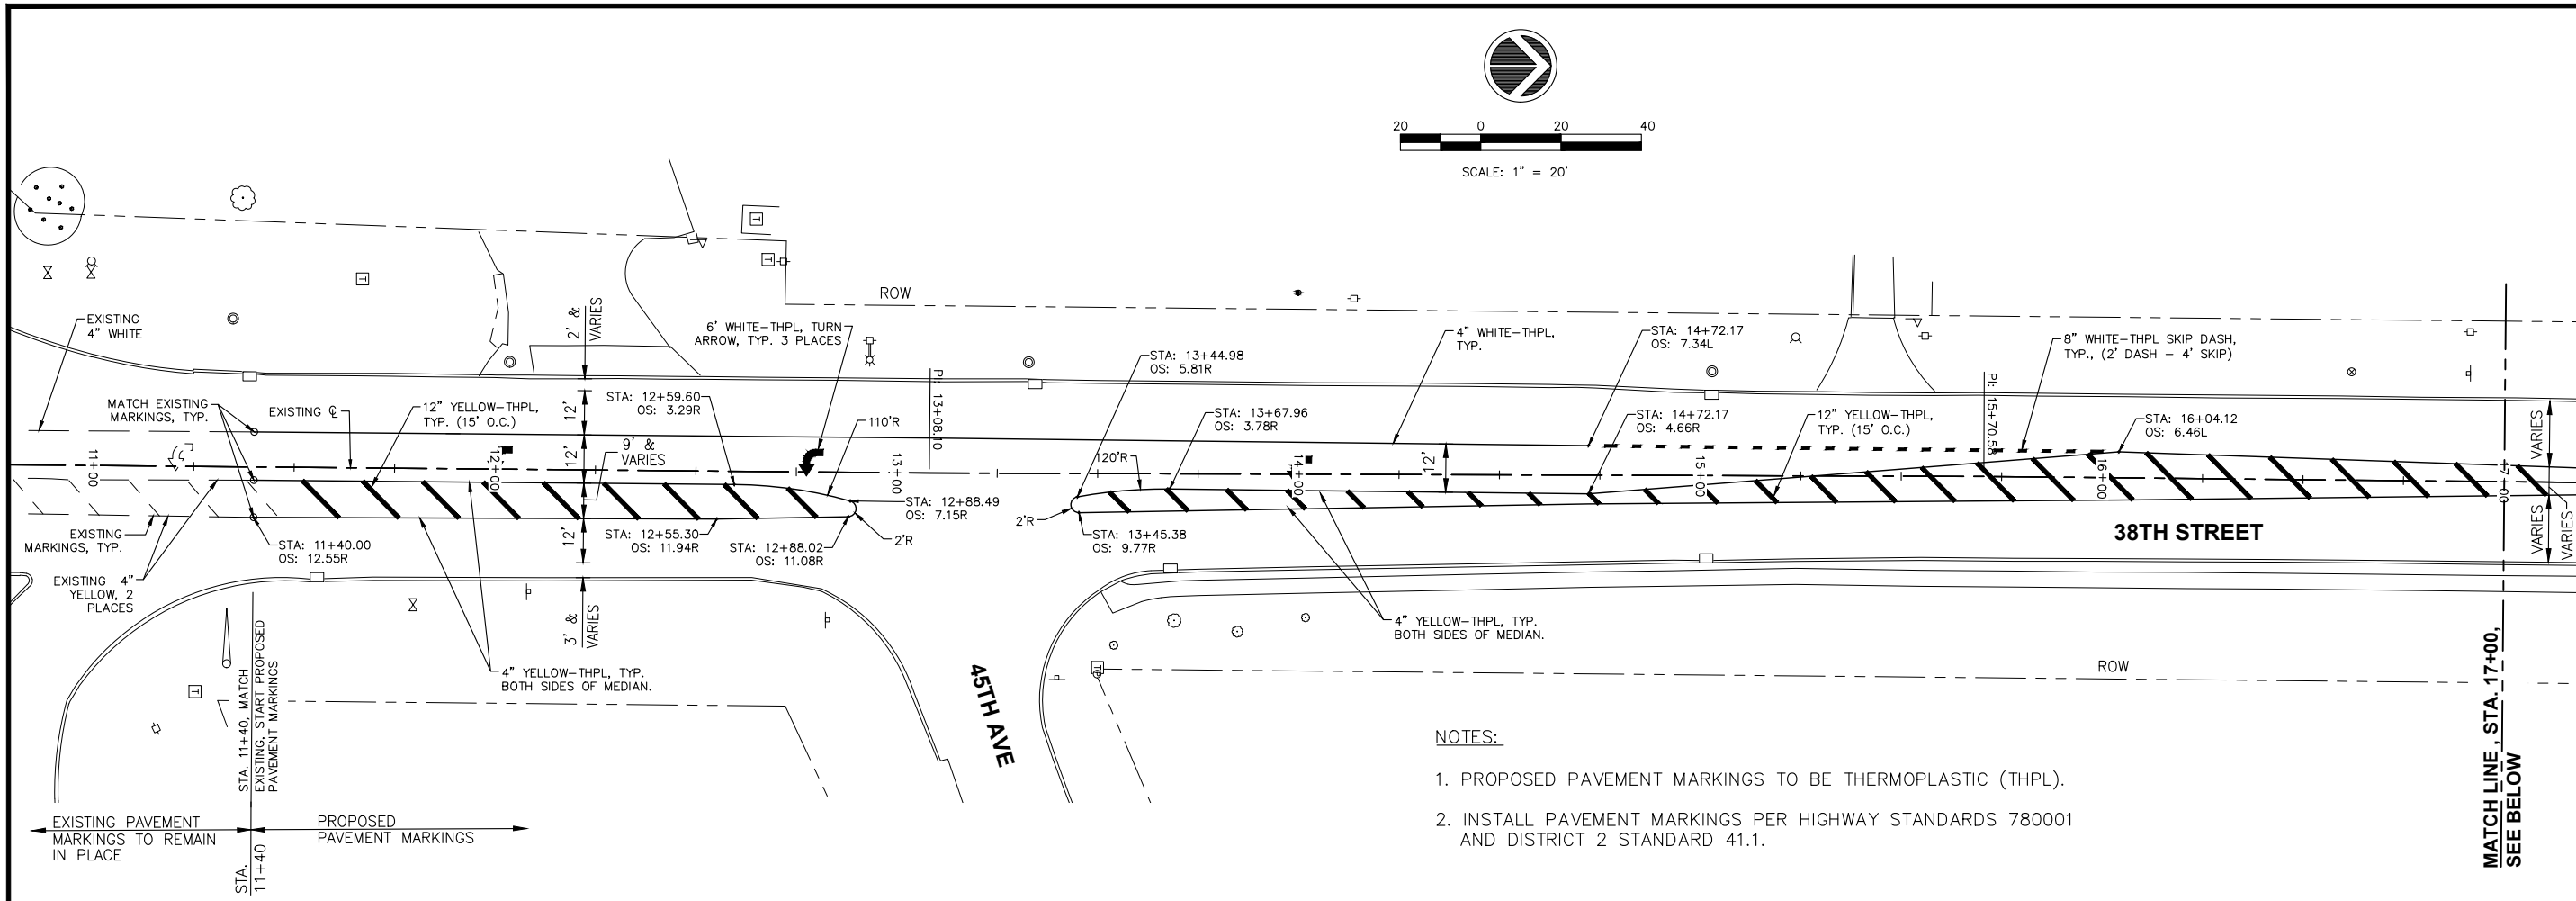 20 0 20 40
SCALE: 1" = 20'
ROW
EXISTING
4" WHITE
2' &
VARIES
6' WHITE-THPL, TURN
ARROW, TYP. 3 PLACES
4" WHITE-THPL,
TYP.
STA: 14+72.17
OS: 7.34L
8" WHITE-THPL SKIP DASH,
TYP., (2' DASH - 4' SKIP)
STA: 13+44.98
OS: 5.81R
PI: 13+08.10
PI: 15+70.58
MATCH EXISTING
MARKINGS, TYP.
EXISTING ℄
12" YELLOW-THPL,
TYP. (15' O.C.)
12'
STA: 12+59.60
OS: 3.29R
110'R
STA: 13+67.96
OS: 3.78R
STA: 14+72.17
OS: 4.66R
12" YELLOW-THPL,
TYP. (15' O.C.)
STA: 16+04.12
OS: 6.46L
VARIES
11+00
12+00
12'
9' &
VARIES
13+00
120'R
14+00
12'
15+00
16+00
17+00
STA: 12+88.49
OS: 7.15R
2'R
2'R
EXISTING
MARKINGS, TYP.
STA: 11+40.00
OS: 12.55R
12'
STA: 12+55.30
OS: 11.94R
STA: 12+88.02
OS: 11.08R
STA: 13+45.38
OS: 9.77R
38TH STREET
VARIES
VARIES
EXISTING 4"
YELLOW, 2
PLACES
3' &
VARIES
4" YELLOW-THPL, TYP.
BOTH SIDES OF MEDIAN.
4" YELLOW-THPL, TYP.
BOTH SIDES OF MEDIAN.
T
T
T
T
TC
ROW
45TH AVE
STA. 11+40, MATCH
EXISTING, START PROPOSED
PAVEMENT MARKINGS
MATCH LINE, STA. 17+00,
SEE BELOW
NOTES:
1. PROPOSED PAVEMENT MARKINGS TO BE THERMOPLASTIC (THPL).
2. INSTALL PAVEMENT MARKINGS PER HIGHWAY STANDARDS 780001
AND DISTRICT 2 STANDARD 41.1.
EXISTING PAVEMENT
MARKINGS TO REMAIN
IN PLACE
PROPOSED
PAVEMENT MARKINGS
STA.
11+40